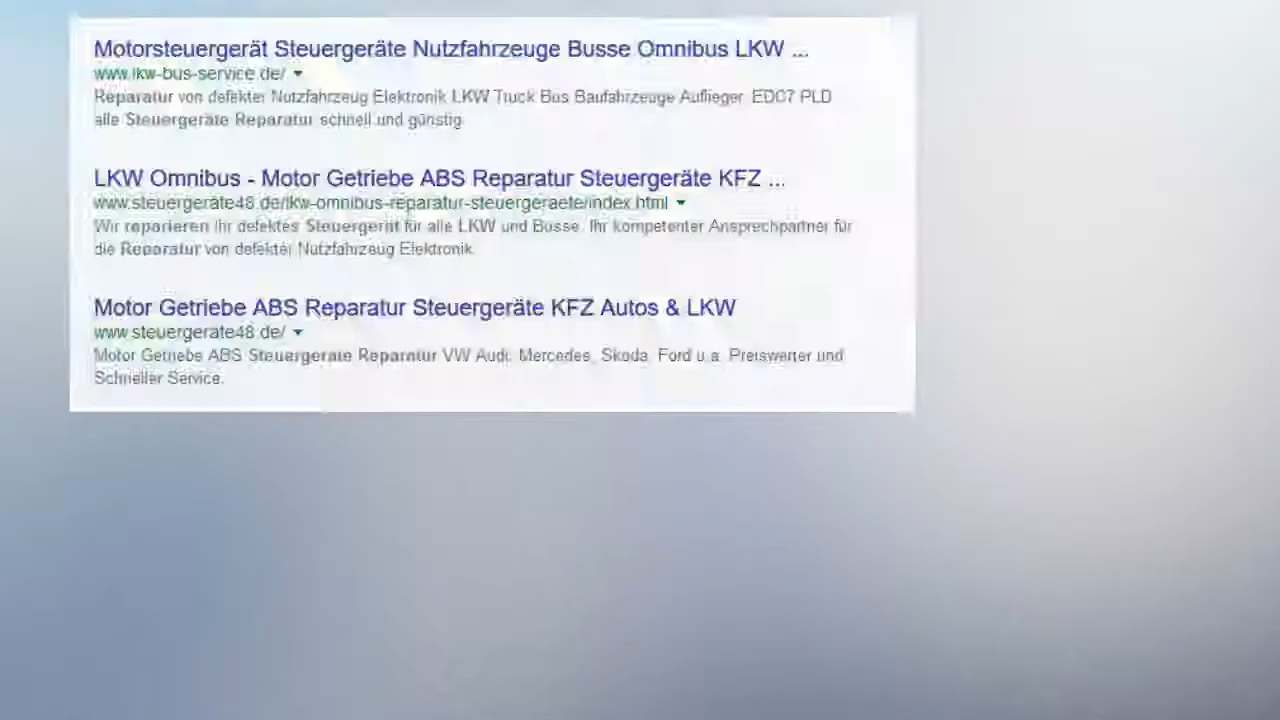 Motorsteuergerät Steuergeräte Nutzfahrzeuge Busse Omnibus LKW ...
www.lkw-bus-service.de/
Reparatur von defekter Nutzfahrzeug Elektronik LKW Truck Bus Baufahrzeuge Auflieger. EDC7 PLD
alle Steuergeräte Reparatur schnell und günstig.
LKW Omnibus - Motor Getriebe ABS Reparatur Steuergeräte KFZ ...
www.steuergeräte48.de/lkw-omnibus-reparatur-steuergeraete/index.html
Wir reparieren Ihr defektes Steuergerät für alle LKW und Busse. Ihr kompetenter Ansprechpartner für
die Reparatur von defekter Nutzfahrzeug Elektronik.
Motor Getriebe ABS Reparatur Steuergeräte KFZ Autos & LKW
www.steuergeräte48.de/
Motor Getriebe ABS Steuergeräte Reparatur VW Audi, Mercedes, Skoda, Ford u.a. Preiswerter und
Schneller Service.